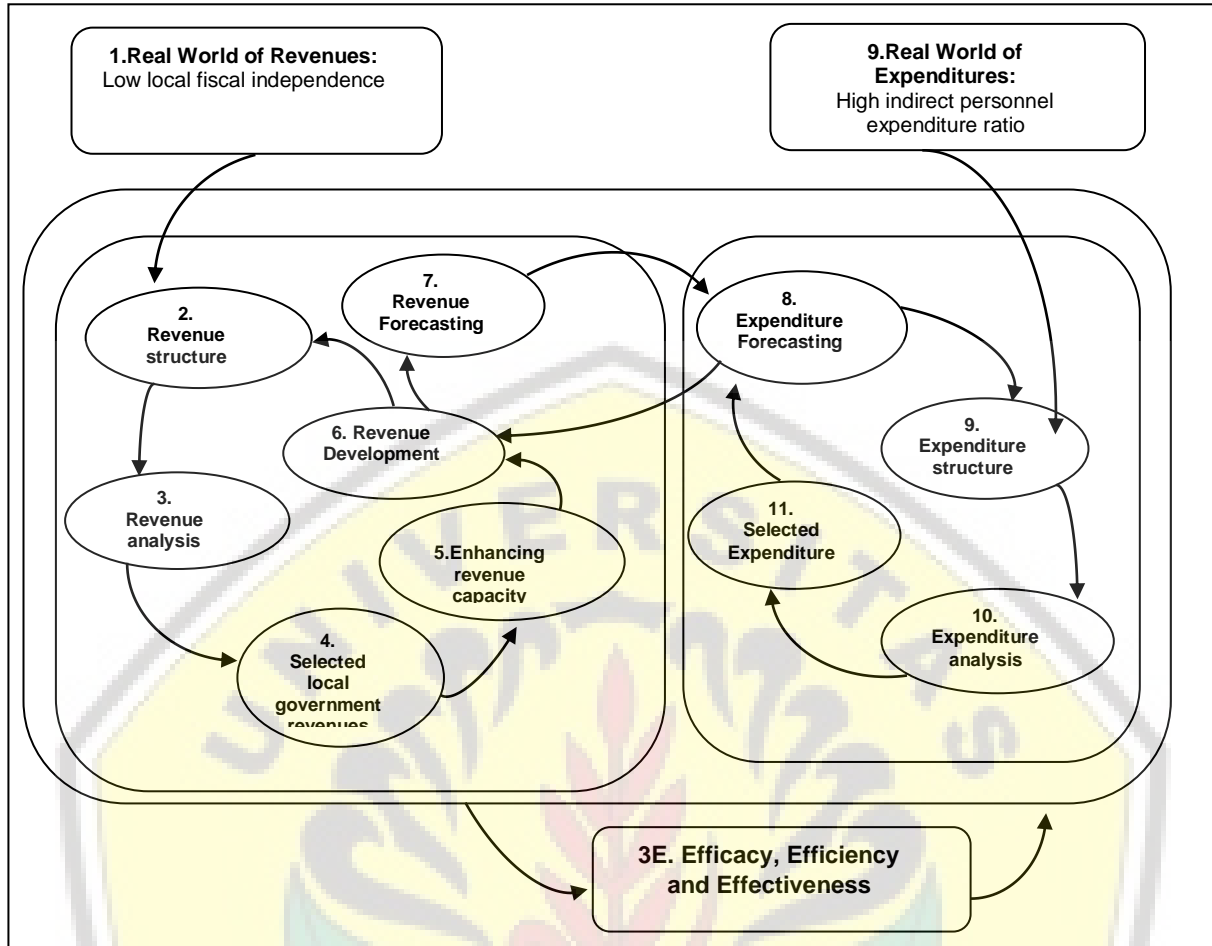 1.Real World of Revenues:
Low local fiscal independence
9.Real World of
Expenditures:
High indirect personnel
expenditure ratio
2.
Revenue
structure
7.
Revenue
Forecasting
8.
Expenditure
Forecasting
6. Revenue
Development
9.
Expenditure
structure
3.
Revenue
analysis
5.Enhancing
revenue
capacity
11.
Selected
Expenditure
4.
Selected
local
government
revenues
10.
Expenditure
analysis
3E. Efficacy, Efficiency
and Effectiveness
UNIVERSITAS